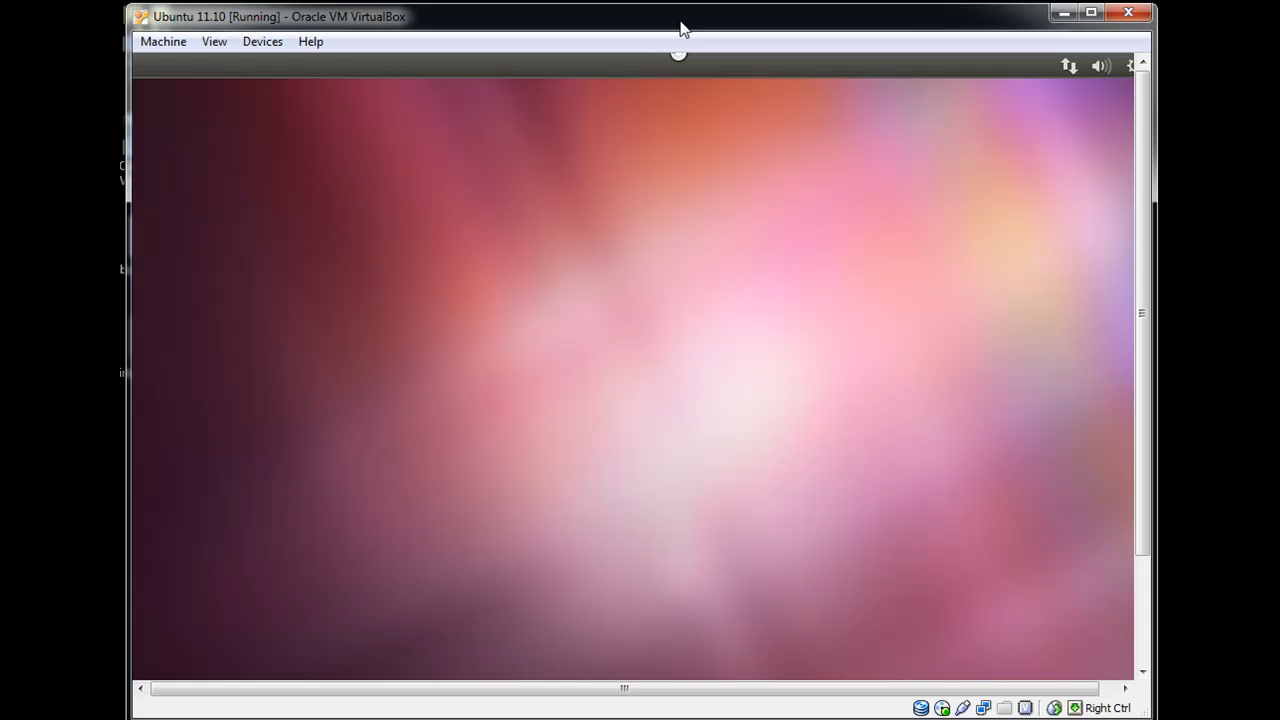 Ubuntu 11.10 [Running] - Oracle VM VirtualBox
Machine View Devices Help
Right Ctrl